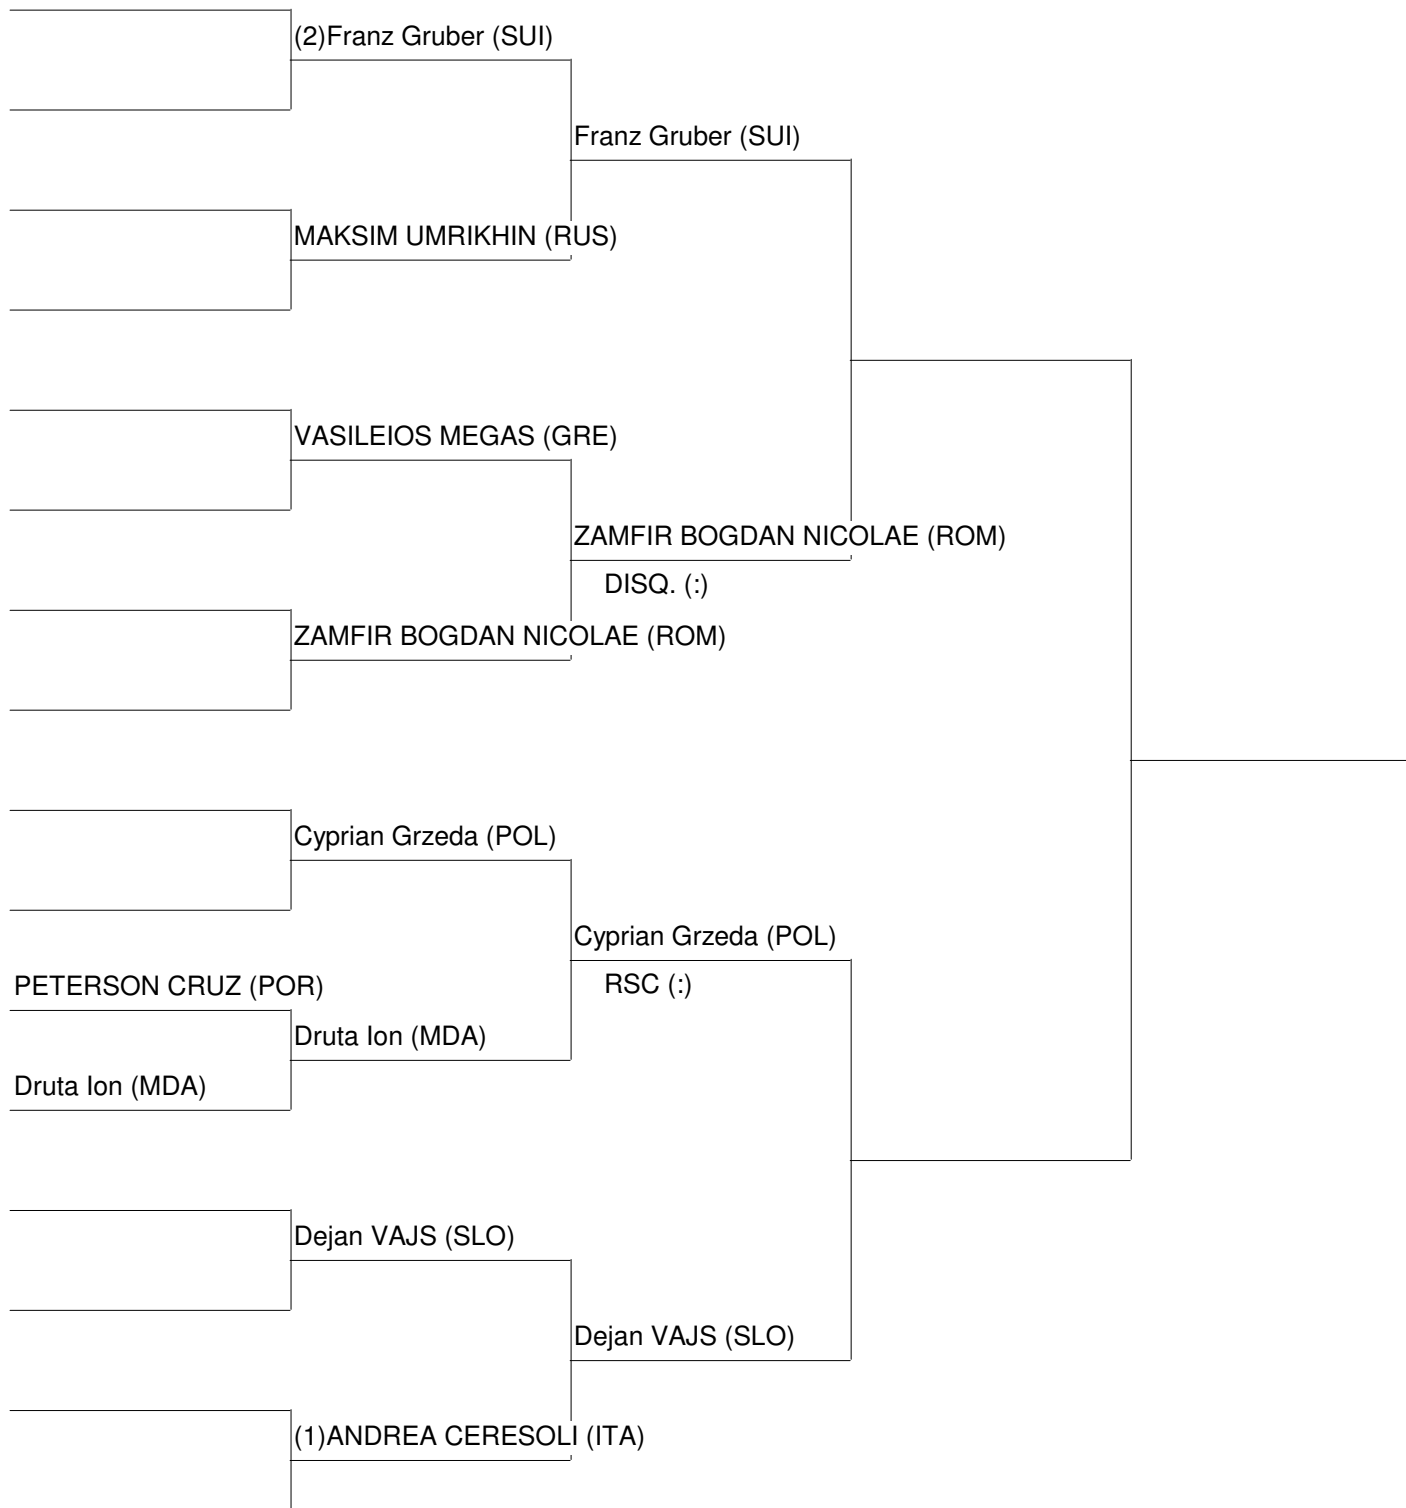 (2)Franz Gruber (SUI)
Franz Gruber (SUI)
MAKSIM UMRIKHIN (RUS)
VASILEIOS MEGAS (GRE)
ZAMFIR BOGDAN NICOLAE (ROM)
DISQ. (:)
ZAMFIR BOGDAN NICOLAE (ROM)
Cyprian Grzeda (POL)
Cyprian Grzeda (POL)
PETERSON CRUZ (POR)
RSC (:)
Druta Ion (MDA)
Druta Ion (MDA)
Dejan VAJS (SLO)
Dejan VAJS (SLO)
(1)ANDREA CERESOLI (ITA)